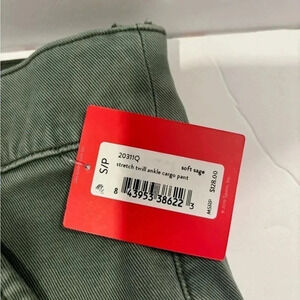 S/P
20311Q
soft sage
stretch twill ankle cargo pant
8 43953 38622 3
MSRP $128.00